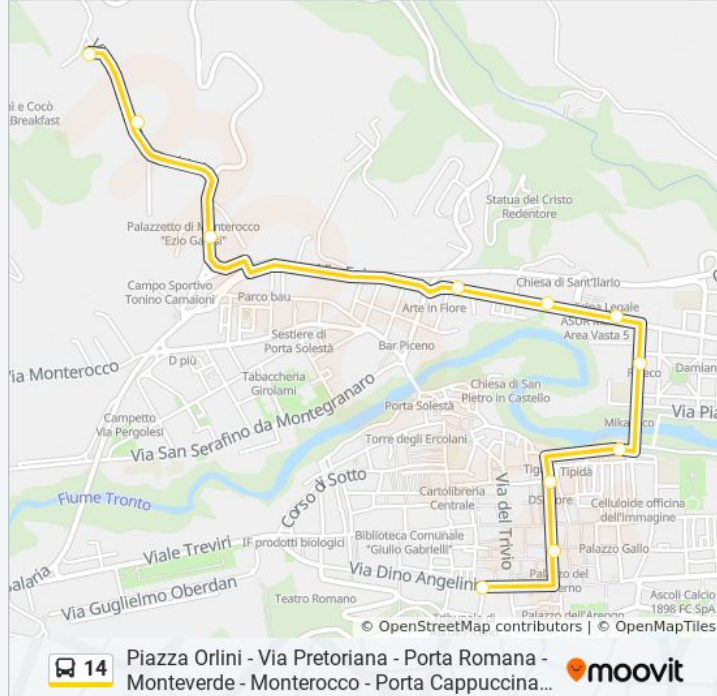 ni e Cocò
Breakfast
Statua del Cristo
Redentore
Palazzetto di
"Ezio
Chiesa di Sant'Ilario
Campo Sportivo
Tonino Camaioni
Parco bau
Legale
Arte in Fiore
ASUR
Area Vasta 5
Sestiere di
Porta Solestà
Bar Piceno
D più
Damian
Via Monterocco
Tabaccheria
Girolami
Chiesa di San
Pietro in Castello
Porta Solestà
Via Pia
Campetto
Via Pergolesi
Via San Serafino da Montegranaro
Torre degli Ercolani
Tipidà
Fiume Tronto
Corso di Sotto
Via del Trivio
Cartolibreria
Centrale
Celluloide officina
dell'immagine
Viale Treviri
IF prodotti biologici
Biblioteca Comunale
"Giulio Gabrielli"
Palazzo Gallo
Salaria
Via Dino Angelini
Via Guglielmo Oberdan
Teatro Romano
Ascoli Calcio
1898 FC SpA
Palazzo dell'Arengo
© OpenStreetMap contributors | © OpenMapTiles
14
Piazza Orlini - Via Pretoriana - Porta Romana -
Monteverde - Monterocco - Porta Cappuccina...
moovit